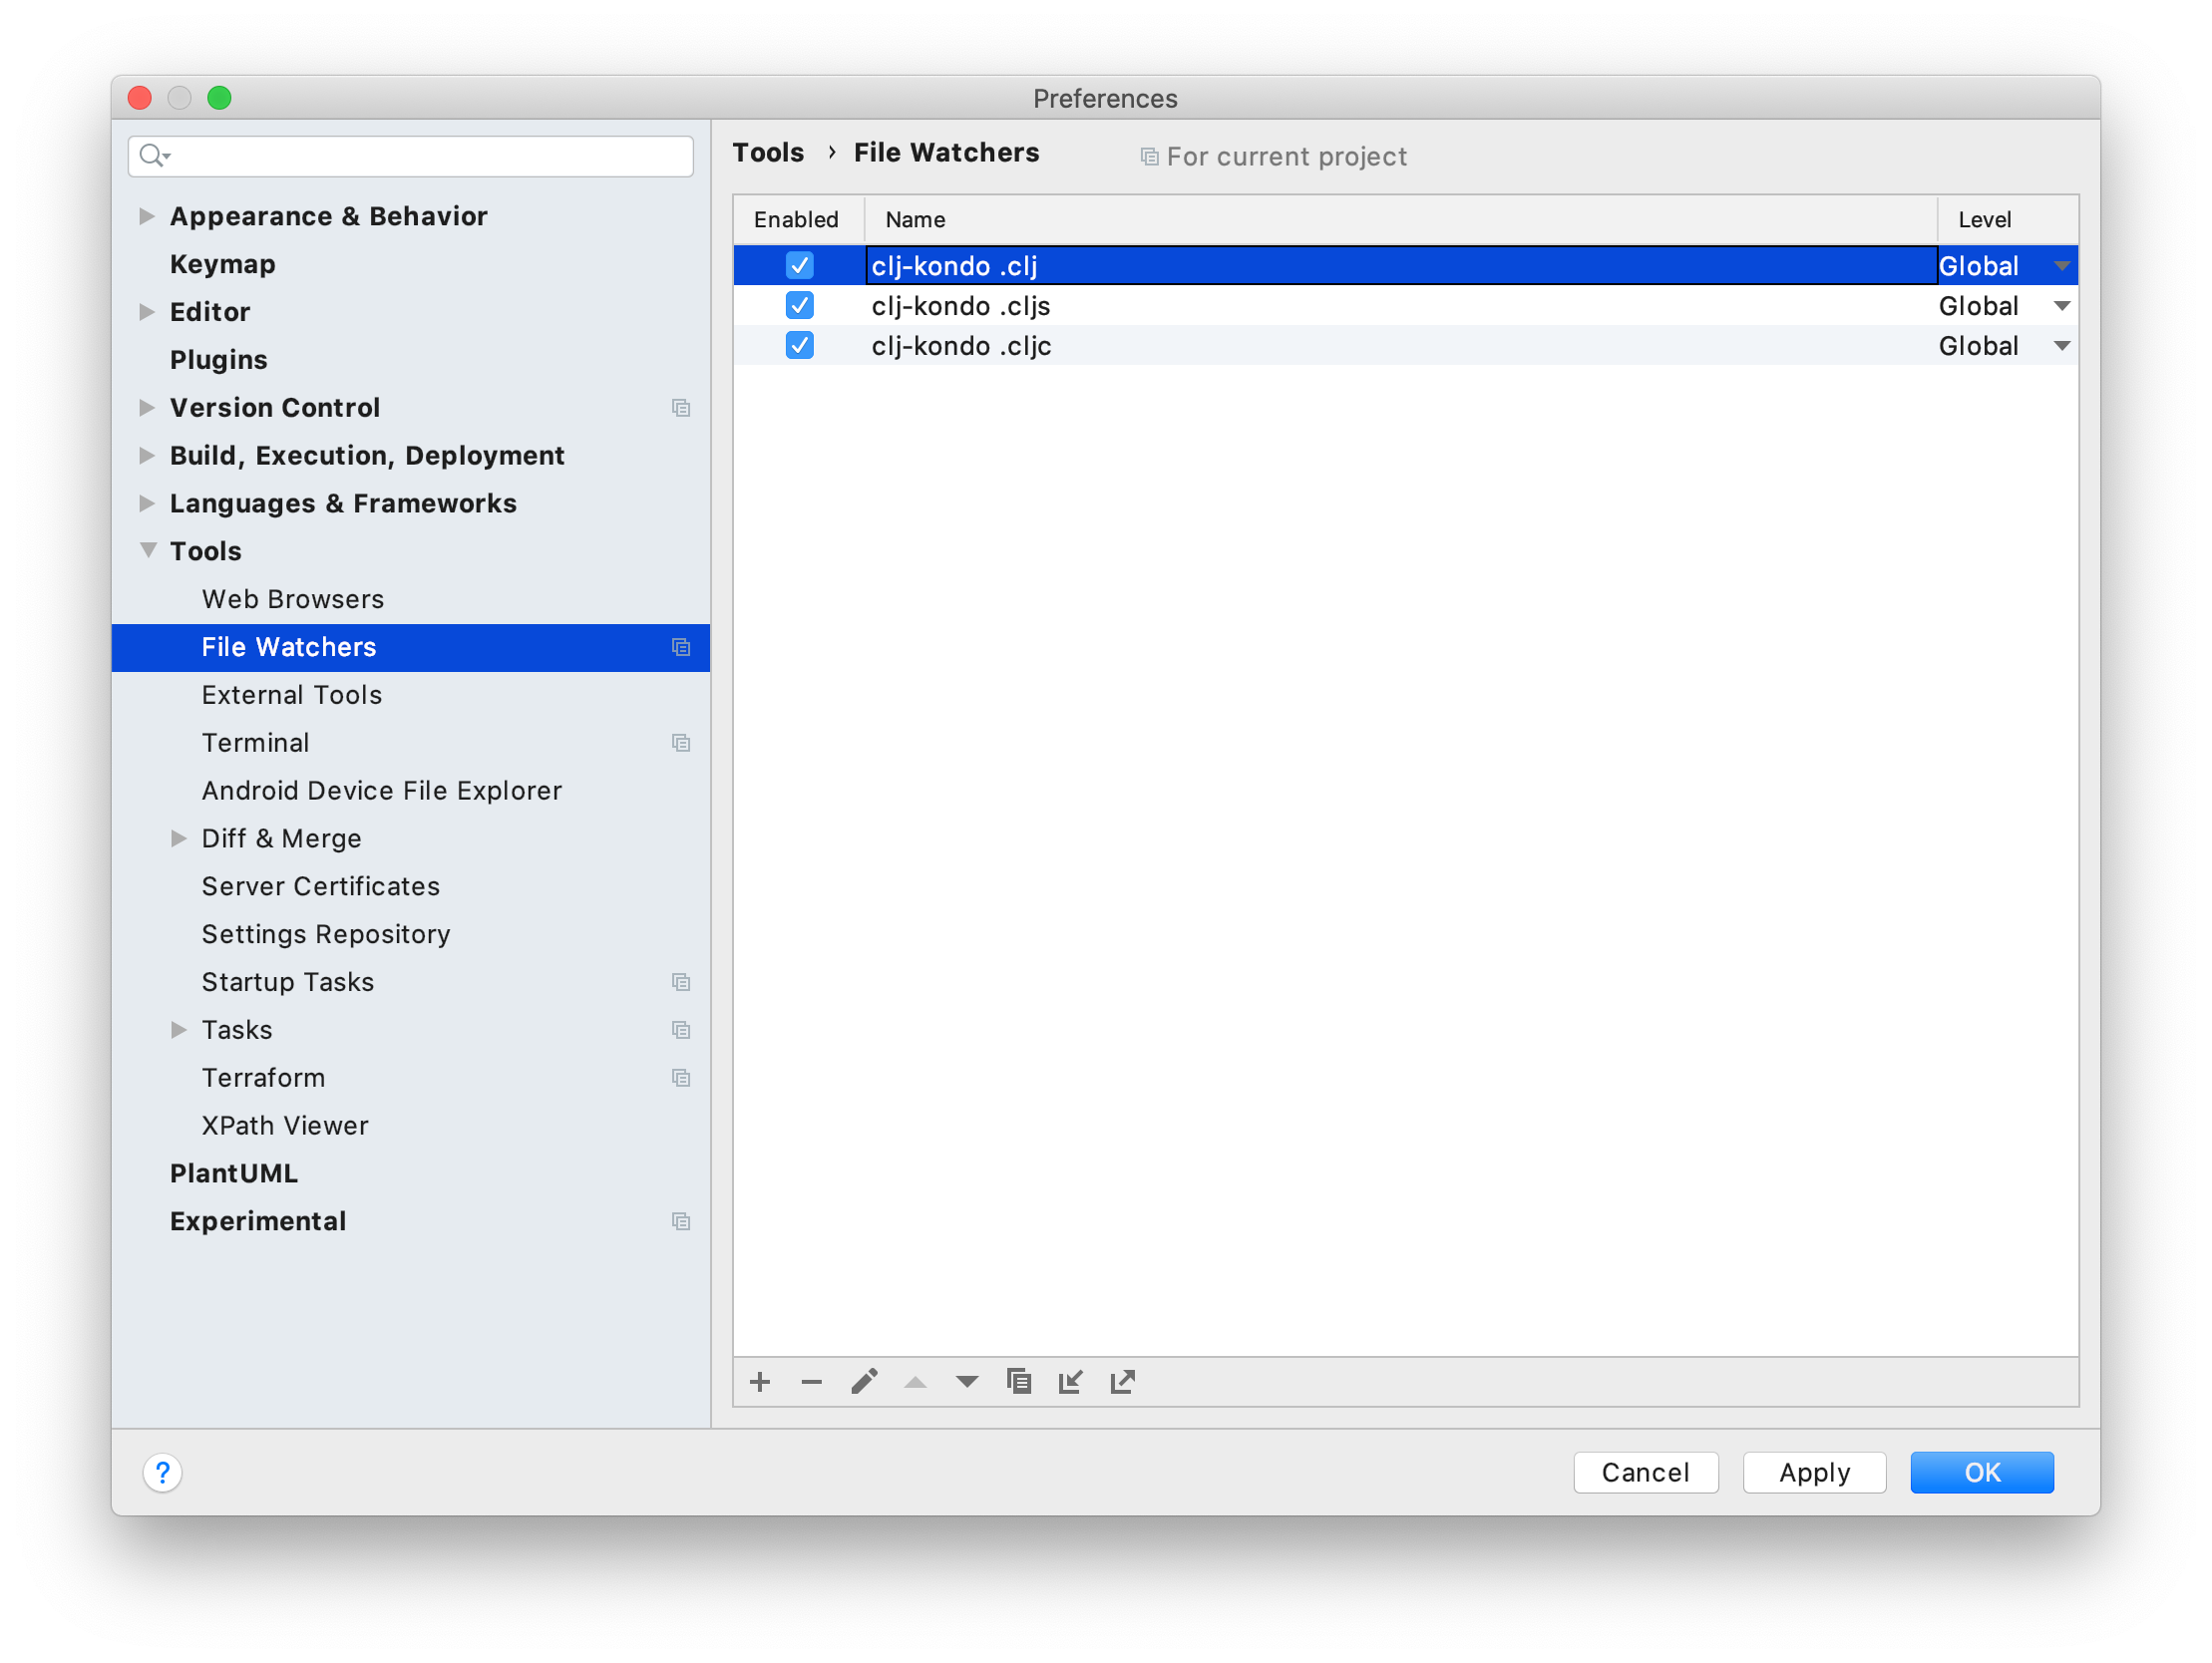 Preferences
Appearance & Behavior
Keymap
Editor
Plugins
Version Control
Build, Execution, Deployment
Languages & Frameworks
Tools
Web Browsers
File Watchers
External Tools
Terminal
Android Device File Explorer
Diff & Merge
Server Certificates
Settings Repository
Startup Tasks
Tasks
Terraform
XPath Viewer
PlantUML
Experimental
Tools › File Watchers For current project
Enabled Name Level
clj-kondo .clj Global
clj-kondo .cljs Global
clj-kondo .cljc Global
? Cancel Apply OK